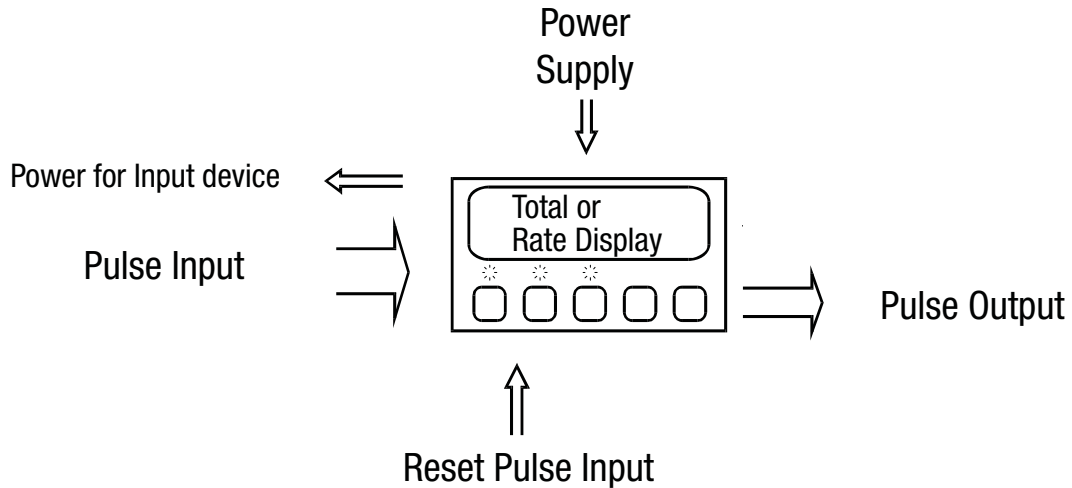 Power
Supply
Power for Input device
Total or
Rate Display
Pulse Input
Pulse Output
Reset Pulse Input